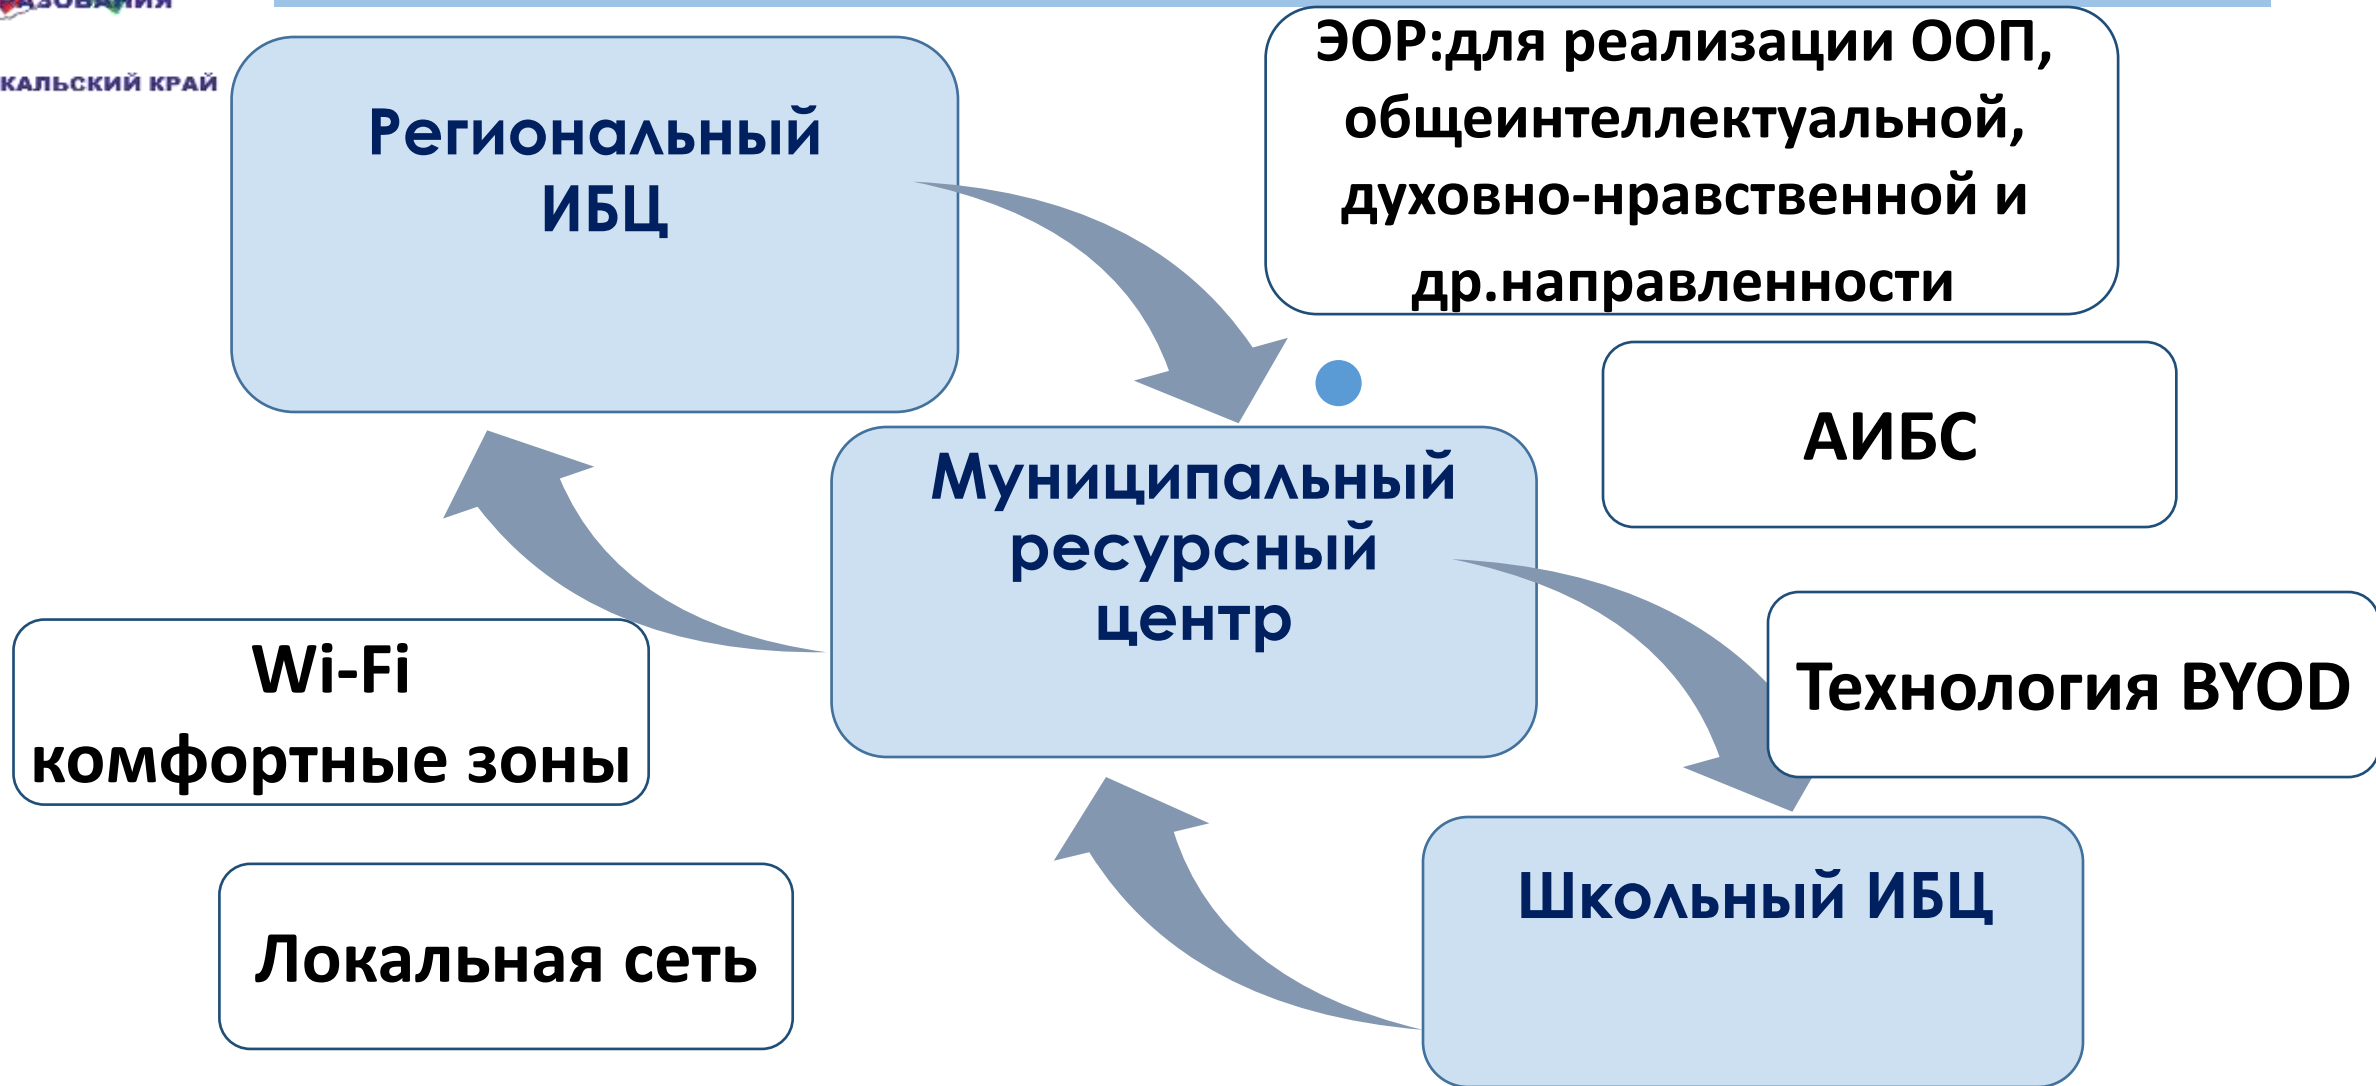 КАЛЬСКИЙ КРАЙ
Региональный
ИБЦ
ЭОР:для реализации ООП,
общеинтеллектуальной,
духовно-нравственной и
др.направленности
АИБС
Муниципальный
ресурсный
центр
Технология BYOD
Wi-Fi
комфортные зоны
Школьный ИБЦ
Локальная сеть